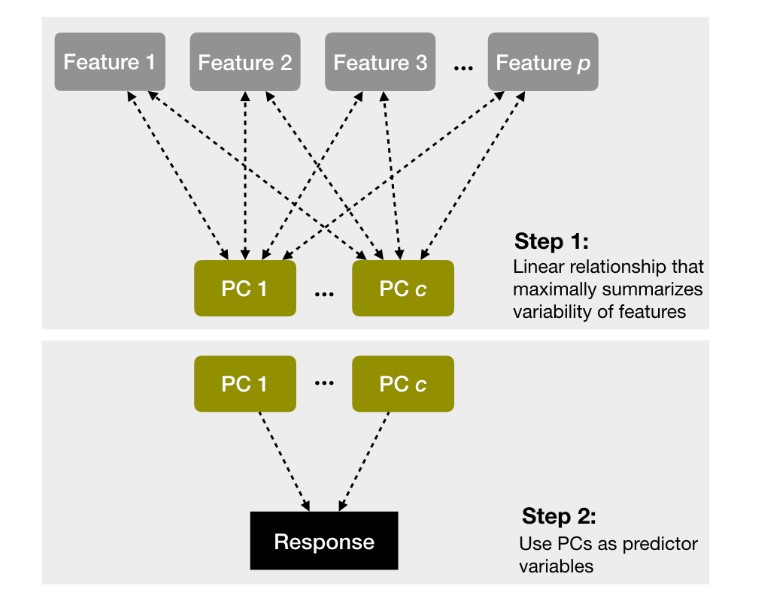 Feature 1 Feature 2 Feature 3 ... Feature p
Step 1:
Linear relationship that
maximally summarizes
variability of features
PC 1 ... PC c
PC 1 ... PC c
Response
Step 2:
Use PCs as predictor
variables